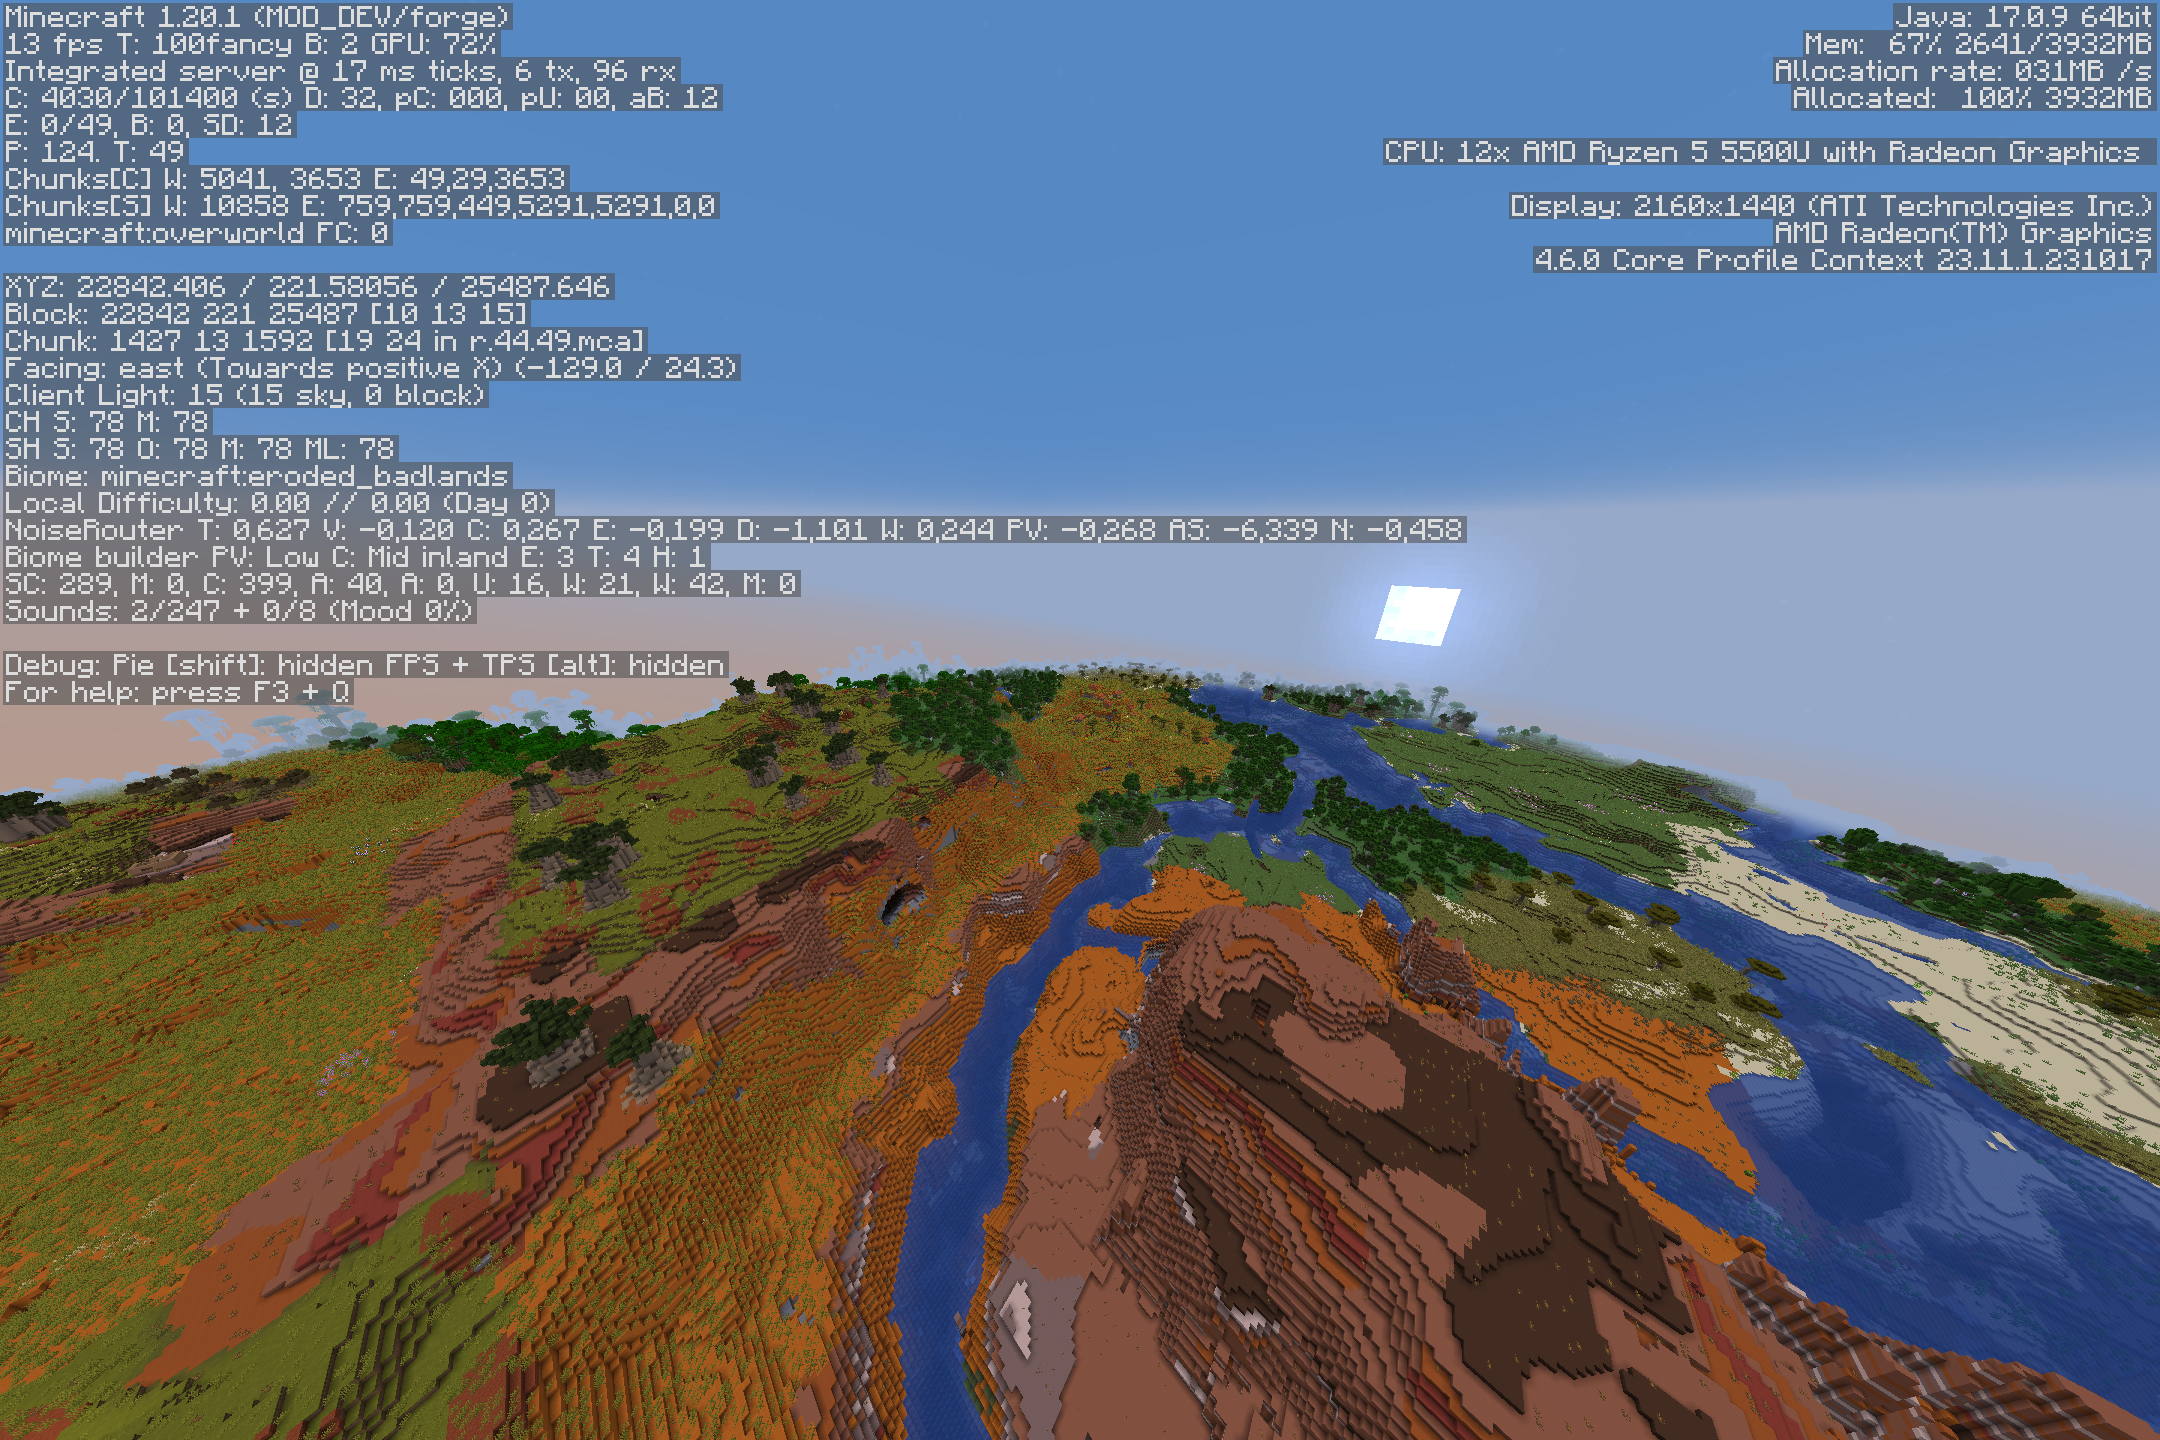 Minecraft 1.20.1 (MOD_DEV/forge)
13 fps T: 100fancy B: 2 GPU: 72%
Integrated server @ 17 ms ticks, 6 tx, 96 rx
C: 4030/101400 (s) D: 32, pC: 000, pU: 00, aB: 12
E: 0/49, B: 0, SD: 12
P: 124. T: 49
Chunks[C] W: 5041, 3653 E: 49,29,3653
Chunks[S] W: 10858 E: 759,759,449,5291,5291,0,0
minecraft:overworld FC: 0
XYZ: 22842.406 / 221.58056 / 25487.646
Block: 22842 221 25487 [10 13 15]
Chunk: 1427 13 1592 [19 24 in r.44.49.mca]
Facing: east (Towards positive X) (-129.0 / 24.3)
Client Light: 15 (15 sky, 0 block)
CH S: 78 M: 78
SH S: 78 O: 78 M: 78 ML: 78
Biome: minecraft:eroded_badlands
Local Difficulty: 0.00 // 0.00 (Day 0)
NoiseRouter T: 0,627 V: -0,120 C: 0,267 E: -0,199 D: -1,101 W: 0,244 PV: -0,268 AS: -6,339 N: -0,458
Biome builder PV: Low C: Mid inland E: 3 T: 4 H: 1
SC: 289, M: 0, C: 399, A: 40, A: 0, U: 16, W: 21, W: 42, M: 0
Sounds: 2/247 + 0/8 (Mood 0%)
Debug: Pie [shift]: hidden FPS + TPS [alt]: hidden
For help: press F3 + Q
Java: 17.0.9 64bit
Mem: 67% 2641/3932MB
Allocation rate: 031MB /s
Allocated: 100% 3932MB
CPU: 12x AMD Ryzen 5 5500U with Radeon Graphics
Display: 2160x1440 (ATI Technologies Inc.)
AMD Radeon(TM) Graphics
4.6.0 Core Profile Context 23.11.1.231017